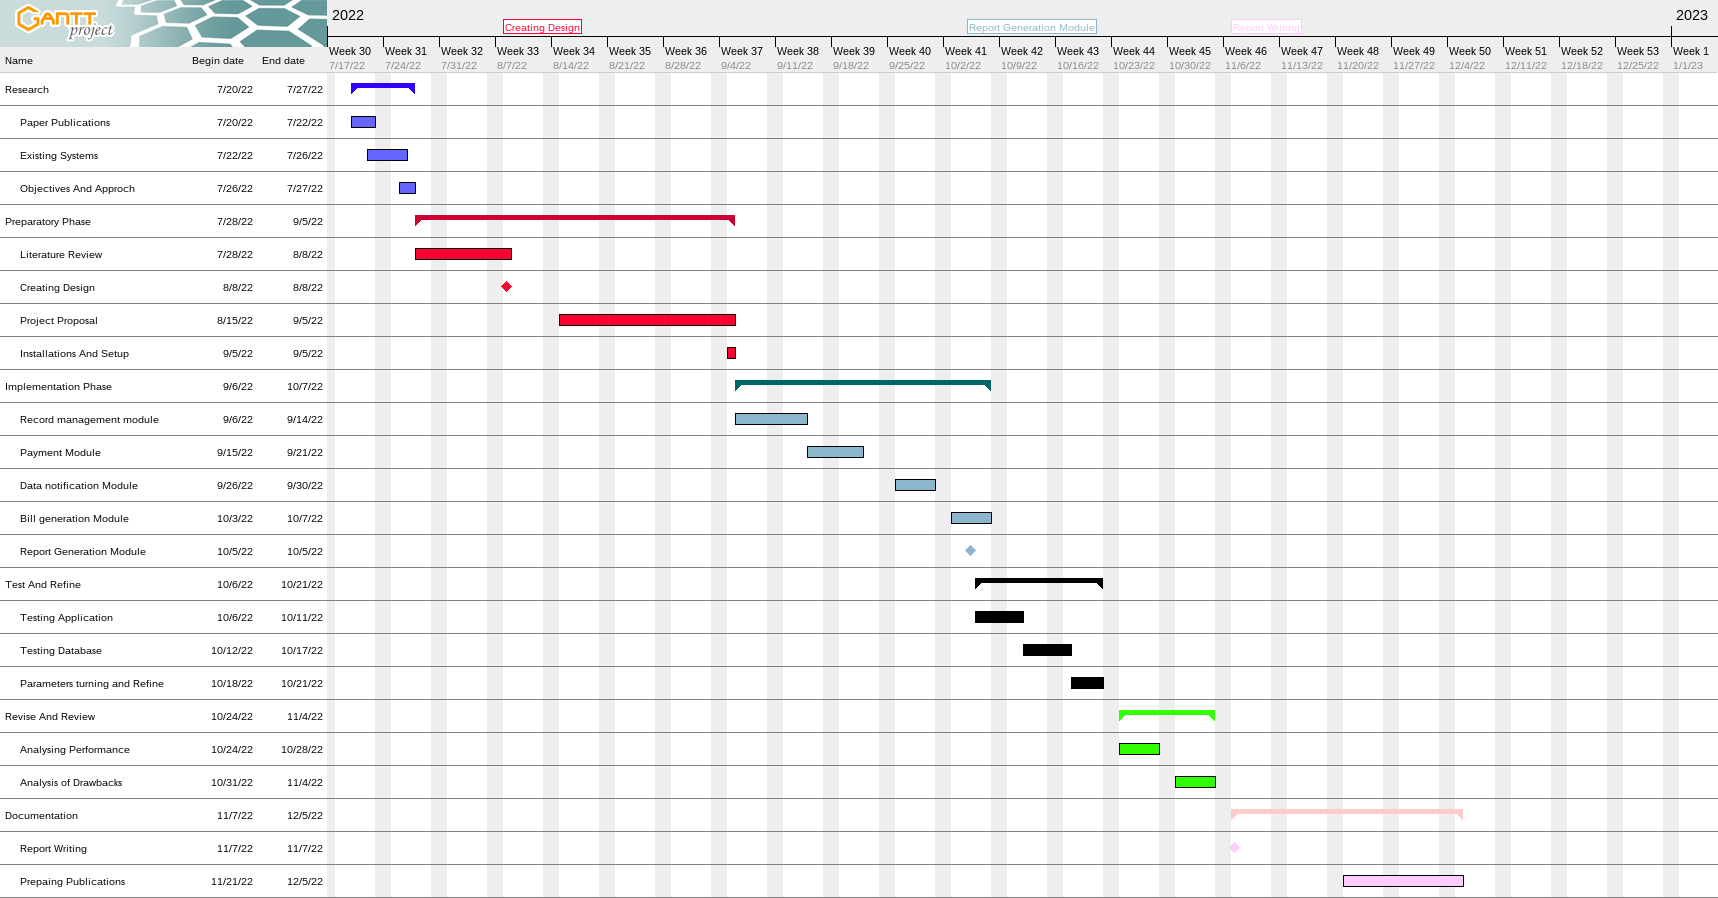 GANTT project
2022 2023
Creating Design Report Generation Module Report Writing
Week 30 Week 31 Week 32 Week 33 Week 34 Week 35 Week 36 Week 37 Week 38 Week 39 Week 40 Week 41 Week 42 Week 43 Week 44 Week 45 Week 46 Week 47 Week 48 Week 49 Week 50 Week 51 Week 52 Week 53 Week 1
Name Begin date End date 7/17/22 7/24/22 7/31/22 8/7/22 8/14/22 8/21/22 8/28/22 9/4/22 9/11/22 9/18/22 9/25/22 10/2/22 10/9/22 10/16/22 10/23/22 10/30/22 11/6/22 11/13/22 11/20/22 11/27/22 12/4/22 12/11/22 12/18/22 12/25/22 1/1/23
Research 7/20/22 7/27/22
Paper Publications 7/20/22 7/22/22
Existing Systems 7/22/22 7/26/22
Objectives And Approch 7/26/22 7/27/22
Preparatory Phase 7/28/22 9/5/22
Literature Review 7/28/22 8/8/22
Creating Design 8/8/22 8/8/22
Project Proposal 8/15/22 9/5/22
Installations And Setup 9/5/22 9/5/22
Implementation Phase 9/6/22 10/7/22
Record management module 9/6/22 9/14/22
Payment Module 9/15/22 9/21/22
Data notification Module 9/26/22 9/30/22
Bill generation Module 10/3/22 10/7/22
Report Generation Module 10/5/22 10/5/22
Test And Refine 10/6/22 10/21/22
Testing Application 10/6/22 10/11/22
Testing Database 10/12/22 10/17/22
Parameters turning and Refine 10/18/22 10/21/22
Revise And Review 10/24/22 11/4/22
Analysing Performance 10/24/22 10/28/22
Analysis of Drawbacks 10/31/22 11/4/22
Documentation 11/7/22 12/5/22
Report Writing 11/7/22 11/7/22
Prepaing Publications 11/21/22 12/5/22